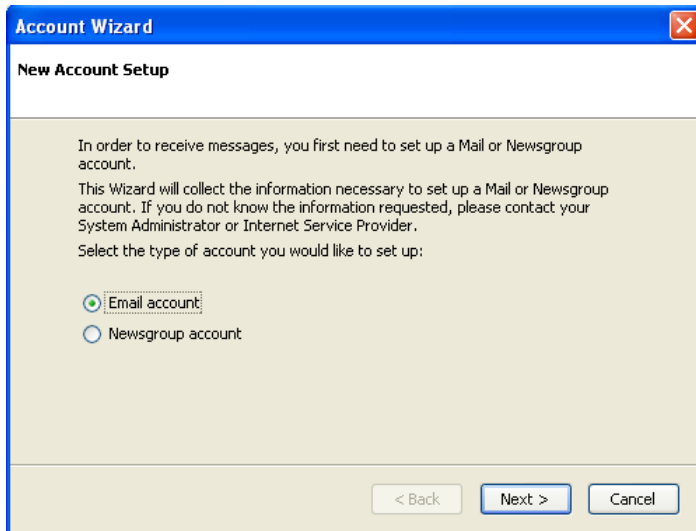 Account Wizard
New Account Setup
In order to receive messages, you first need to set up a Mail or Newsgroup
account.
This Wizard will collect the information necessary to set up a Mail or Newsgroup
account. If you do not know the information requested, please contact your
System Administrator or Internet Service Provider.
Select the type of account you would like to set up:
Email account
Newsgroup account
< Back Next > Cancel